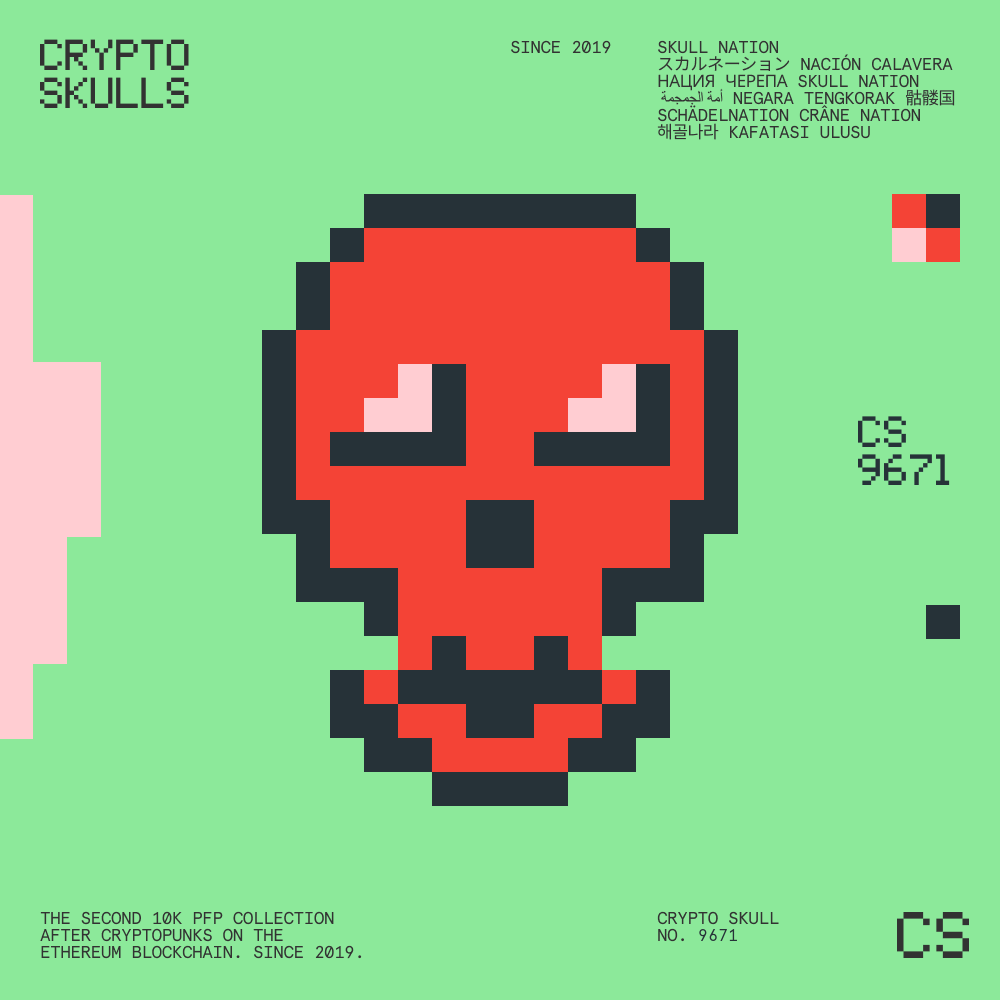 CRYPTO
SKULLS
SINCE 2019
SKULL NATION
スカルネーション NACIÓN CALAVERA
НАЦИЯ ЧЕРЕПА SKULL NATION
أمة الجمجمة NEGARA TENGKORAK 骷髅国
SCHÄDELNATION CRÂNE NATION
해골나라 KAFATASI ULUSU
CS
9671
THE SECOND 10K PFP COLLECTION
AFTER CRYPTOPUNKS ON THE
ETHEREUM BLOCKCHAIN. SINCE 2019.
CRYPTO SKULL
NO. 9671
CS